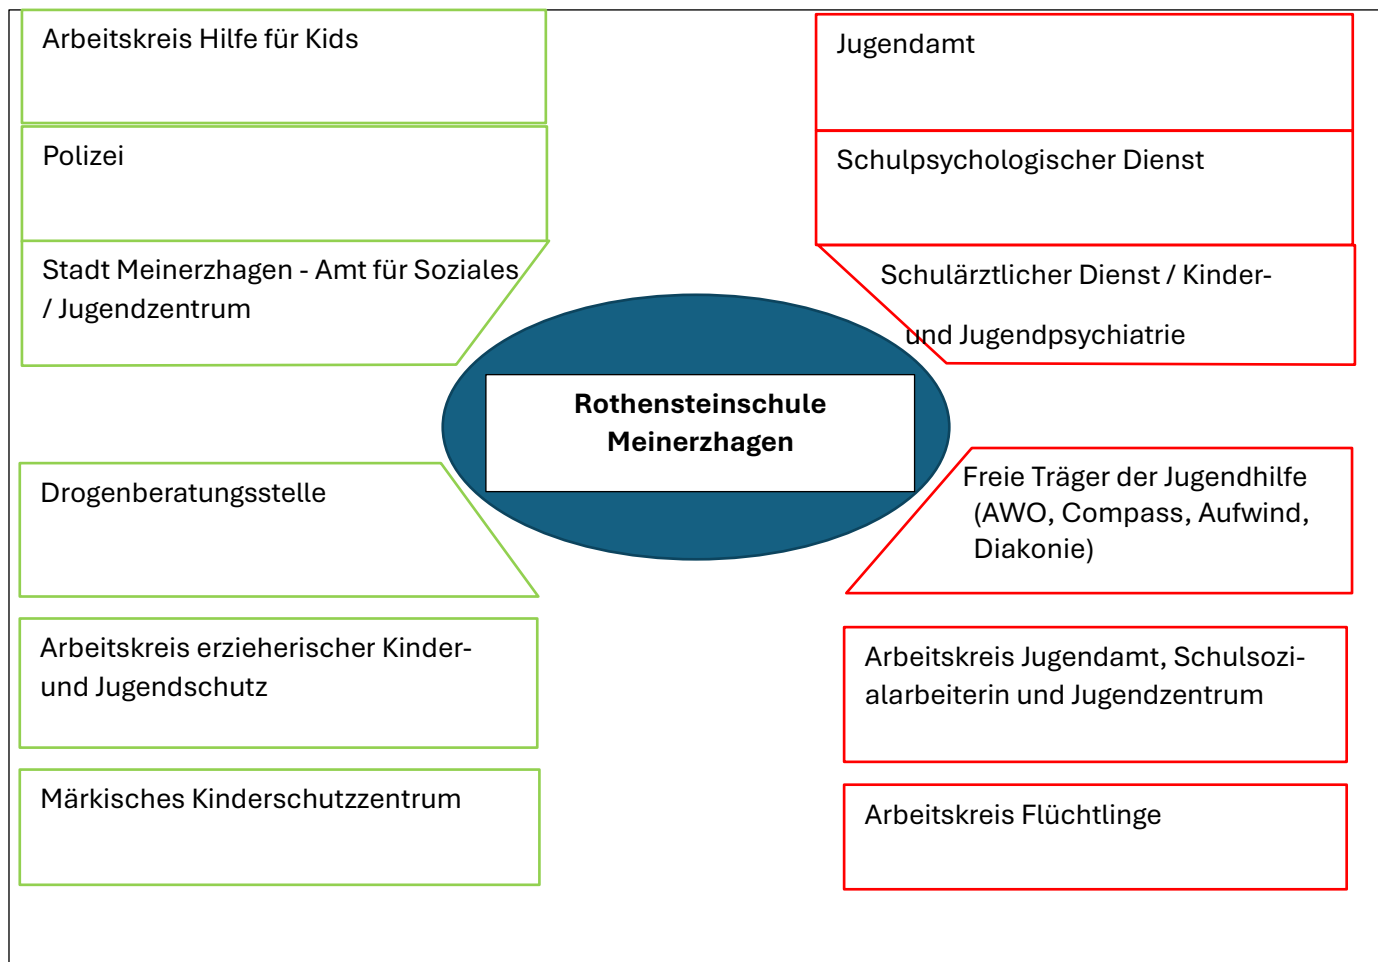 Arbeitskreis Hilfe für Kids
Polizei
Stadt Meinerzhagen - Amt für Soziales
/ Jugendzentrum
Jugendamt
Schulpsychologischer Dienst
Schulärztlicher Dienst / Kinder-
und Jugendpsychiatrie
Rothensteinschule
Meinerzhagen
Drogenberatungsstelle
Arbeitskreis erzieherischer Kinder-
und Jugendschutz
Märkisches Kinderschutzzentrum
Freie Träger der Jugendhilfe
(AWO, Compass, Aufwind,
Diakonie)
Arbeitskreis Jugendamt, Schulsozi-
alarbeiterin und Jugendzentrum
Arbeitskreis Flüchtlinge